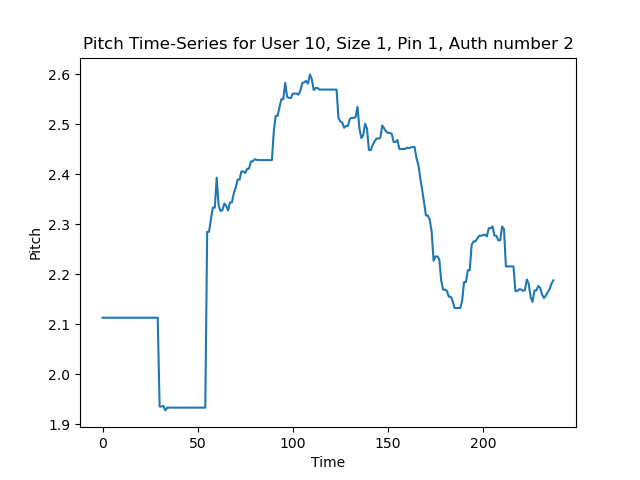 Pitch Time-Series for User 10, Size 1, Pin 1, Auth number 2
2.6
2.5
2.4
2.3
2.2
2.1
2.0
1.9
Pitch
0 50 100 150 200
Time